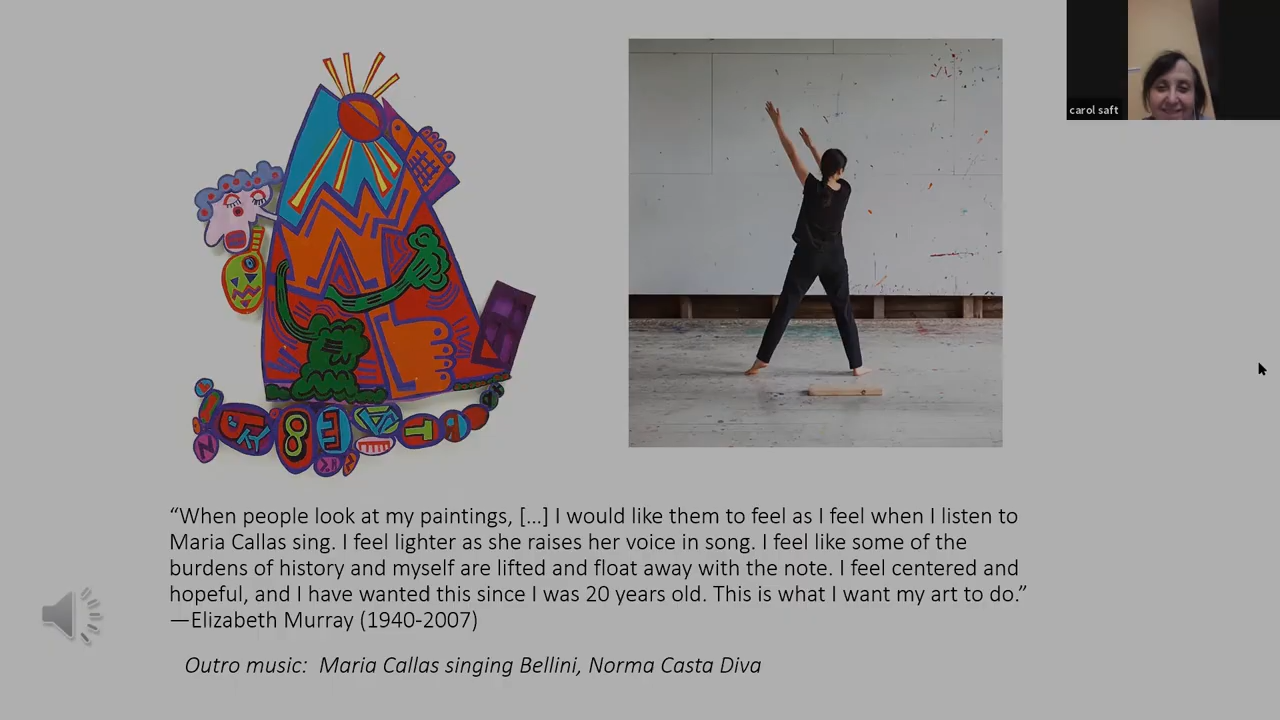 carol saft
“When people look at my paintings, […] I would like them to feel as I feel when I listen to
Maria Callas sing. I feel lighter as she raises her voice in song. I feel like some of the
burdens of history and myself are lifted and float away with the note. I feel centered and
hopeful, and I have wanted this since I was 20 years old. This is what I want my art to do.”
—Elizabeth Murray (1940-2007)
Outro music:  Maria Callas singing Bellini, Norma Casta Diva